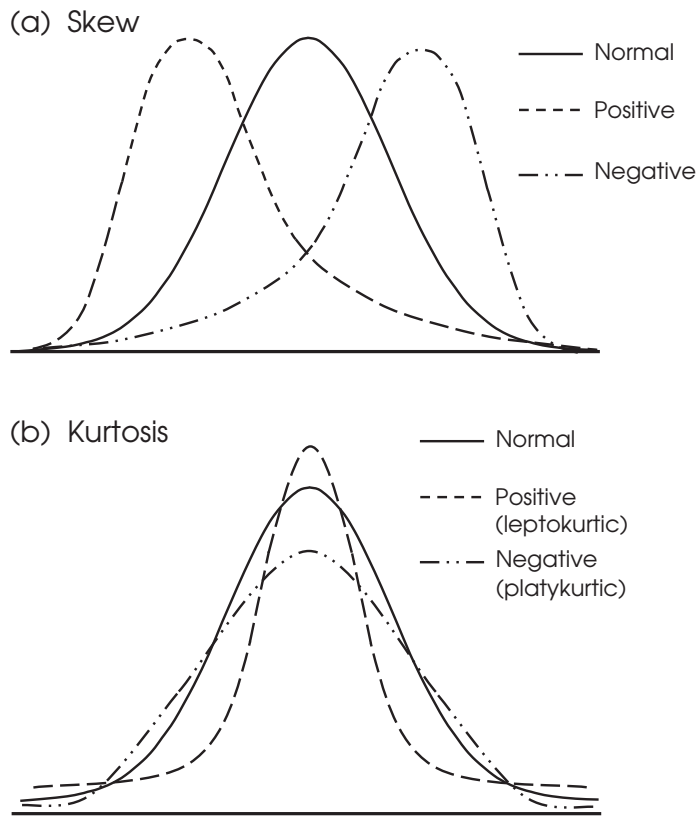 (a) Skew
Normal
Positive
Negative
(b) Kurtosis
Normal
Positive
(leptokurtic)
Negative
(platykurtic)